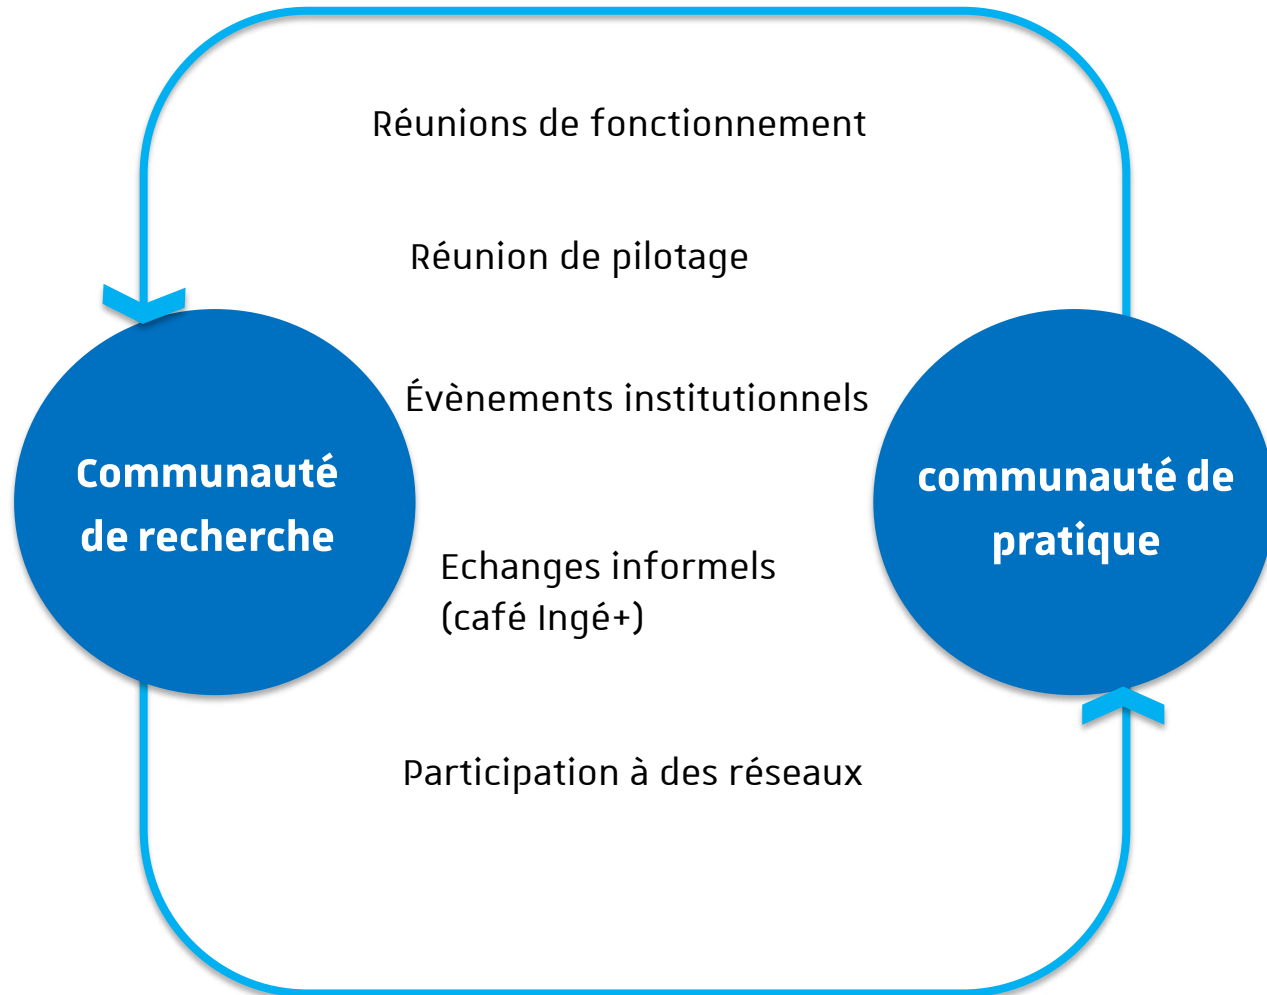 Réunions de fonctionnement
Réunion de pilotage
Évènements institutionnels
Communauté
de recherche
communauté de
pratique
Echanges informels
(café Ingé+)
Participation à des réseaux